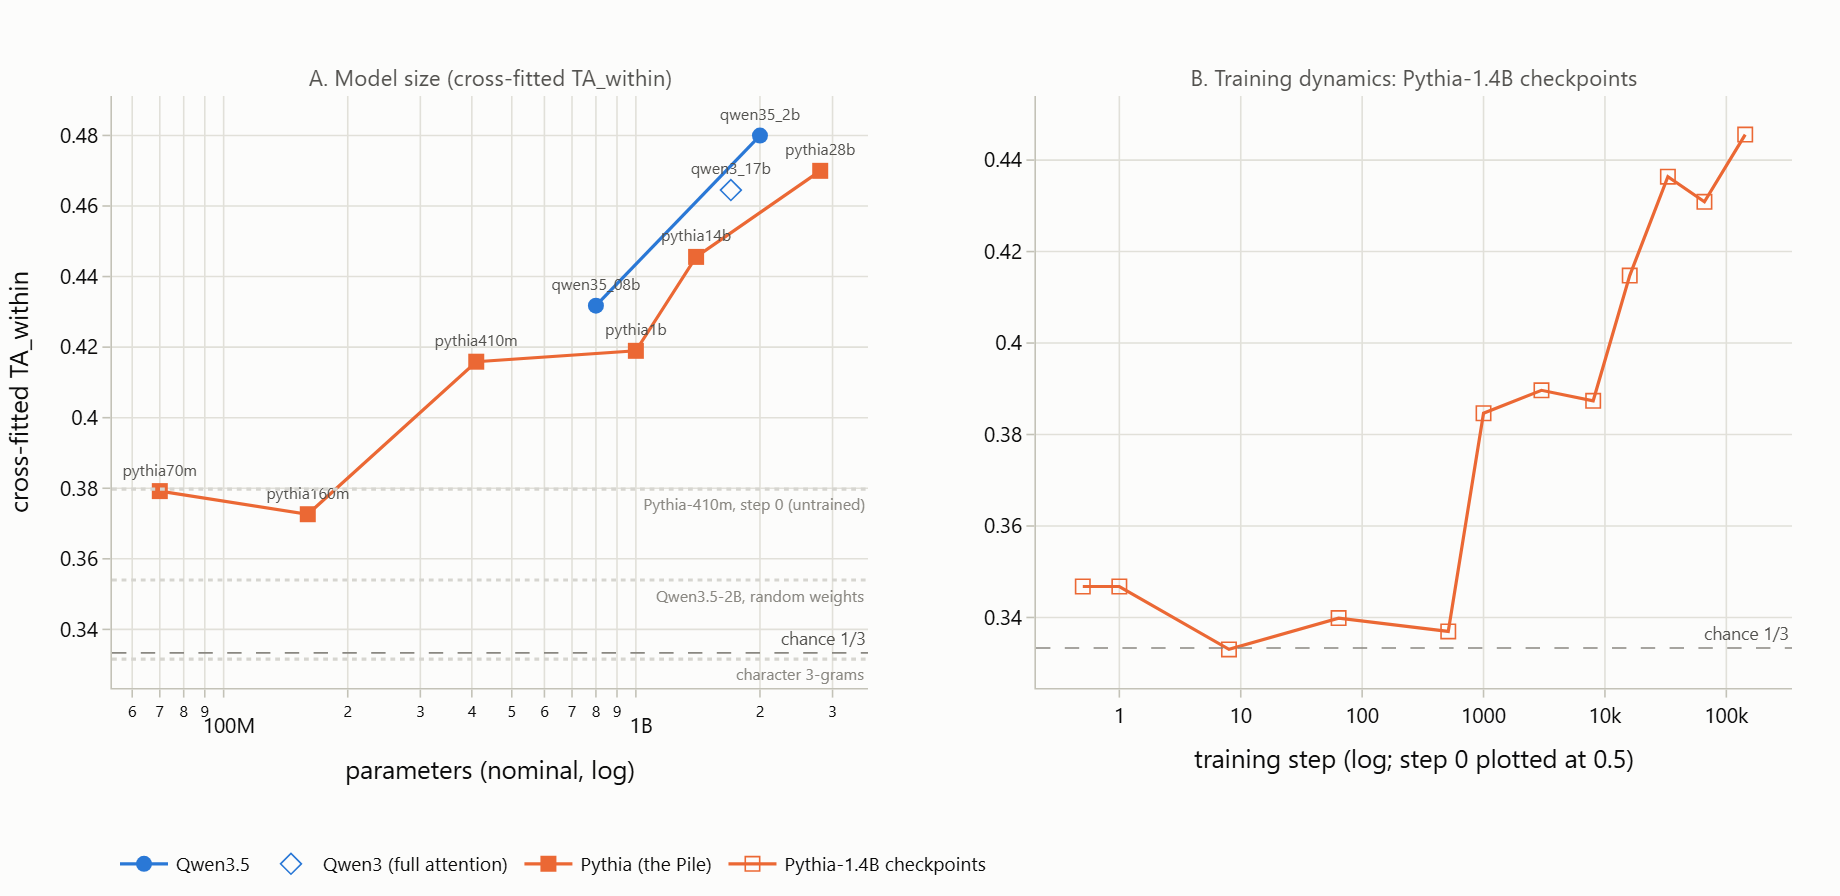 A. Model size (cross-fitted TA_within)
cross-fitted TA_within
0.48
0.46
0.44
0.42
0.4
0.38
0.36
0.34
qwen35_2b
pythia28b
qwen3_17b
pythia14b
qwen35_08b
pythia1b
pythia410m
pythia70m
pythia160m
Pythia-410m, step 0 (untrained)
Qwen3.5-2B, random weights
chance 1/3
character 3-grams
6 7 8 9 2 3 4 5 6 7 8 9 2 3
100M 1B
parameters (nominal, log)
B. Training dynamics: Pythia-1.4B checkpoints
0.44
0.42
0.4
0.38
0.36
0.34
chance 1/3
1 10 100 1000 10k 100k
training step (log; step 0 plotted at 0.5)
Qwen3.5 Qwen3 (full attention) Pythia (the Pile) Pythia-1.4B checkpoints